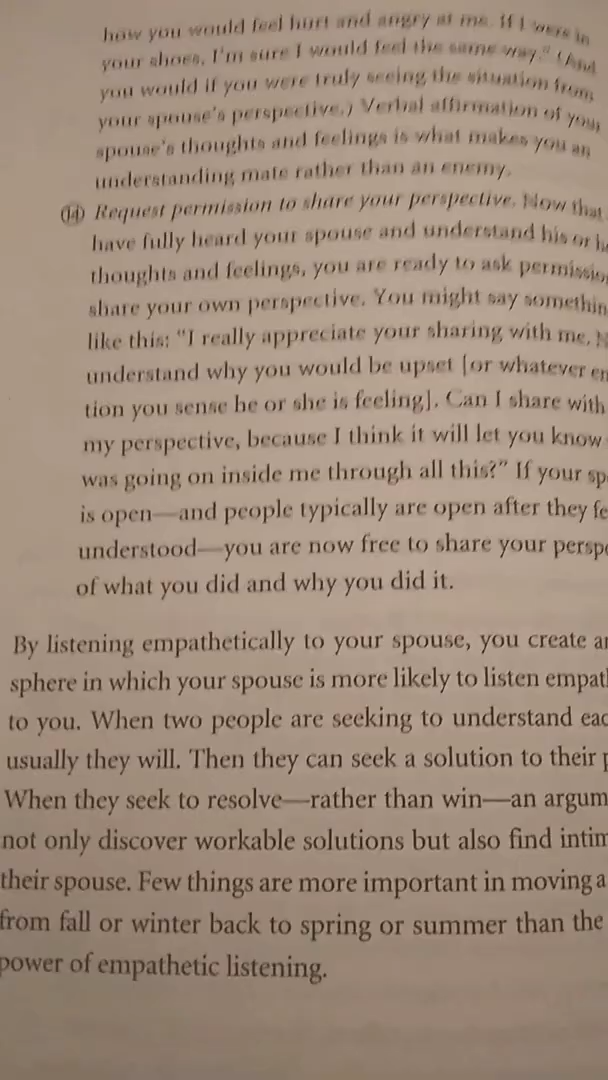 how you would feel hurt and angry at me. If I were in
your shoes, I'm sure I would feel the same way." (And
you would if you were truly seeing the situation from
your spouse's perspective.) Verbal affirmation of your
spouse's thoughts and feelings is what makes you an
understanding mate rather than an enemy.
14 Request permission to share your perspective. Now that
have fully heard your spouse and understand his or he
thoughts and feelings, you are ready to ask permissio
share your own perspective. You might say somethin
like this: "I really appreciate your sharing with me.
understand why you would be upset [or whatever em
tion you sense he or she is feeling]. Can I share with
my perspective, because I think it will let you know
was going on inside me through all this?" If your sp
is open—and people typically are open after they fe
understood—you are now free to share your perspe
of what you did and why you did it.
By listening empathetically to your spouse, you create a
sphere in which your spouse is more likely to listen empat
to you. When two people are seeking to understand eac
usually they will. Then they can seek a solution to their p
When they seek to resolve—rather than win—an argum
not only discover workable solutions but also find intim
their spouse. Few things are more important in moving a
from fall or winter back to spring or summer than the
power of empathetic listening.